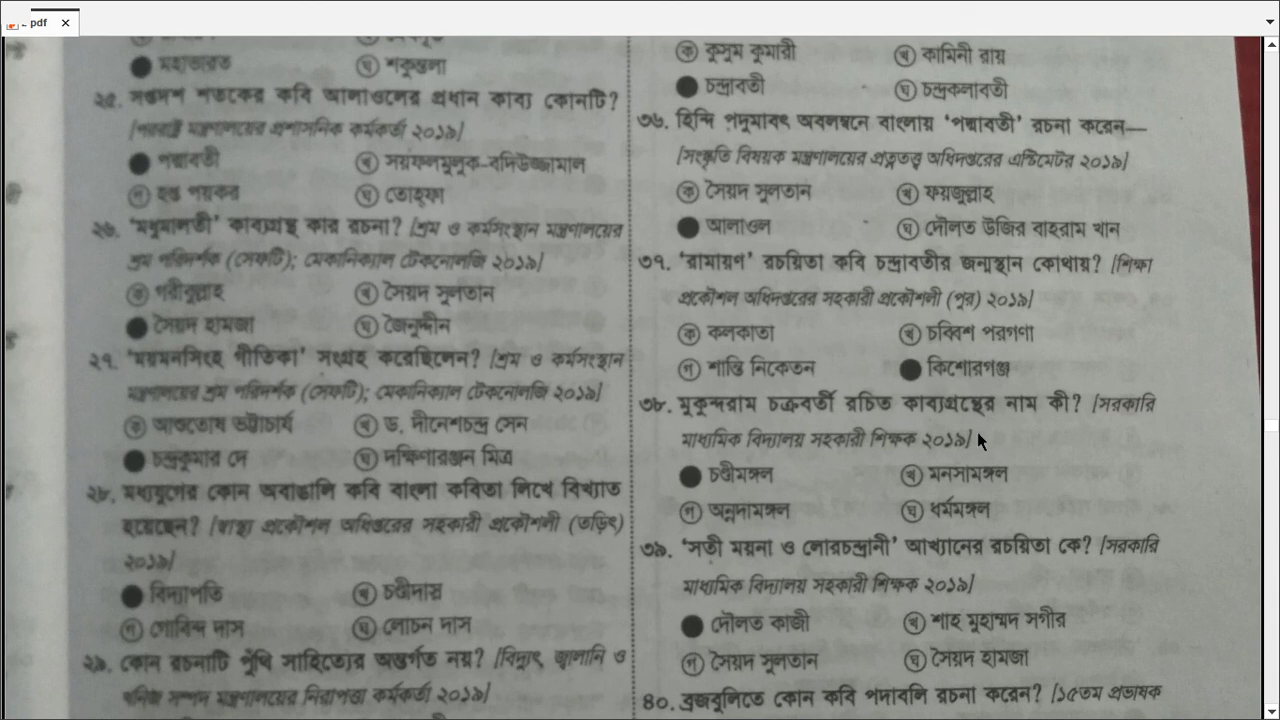 - pdf ×
মহাভারত ঘ শকুন্তলা
২৫. সপ্তদশ শতকের কবি আলাওলের প্রধান কাব্য কোনটি?
[পররাষ্ট্র মন্ত্রণালয়ের প্রশাসনিক কর্মকর্তা ২০১৯]
পদ্মাবতী খ সয়ফলমুলুক-বদিউজ্জামাল
গ হপ্ত পয়কর ঘ তোহফা
২৬. ‘মধুমালতী’ কাব্যগ্রন্থ কার রচনা? [শ্রম ও কর্মসংস্থান মন্ত্রণালয়ের
শ্রম পরিদর্শক (সেফটি); মেকানিক্যাল টেকনোলজি ২০১৯]
ক গরীবুল্লাহ খ সৈয়দ সুলতান
সৈয়দ হামজা ঘ জৈনুদ্দীন
২৭. ‘ময়মনসিংহ গীতিকা’ সংগ্রহ করেছিলেন? [শ্রম ও কর্মসংস্থান
মন্ত্রণালয়ের শ্রম পরিদর্শক (সেফটি); মেকানিক্যাল টেকনোলজি ২০১৯]
ক আশুতোষ ভট্টাচার্য খ ড. দীনেশচন্দ্র সেন
চন্দ্রকুমার দে ঘ দক্ষিণারঞ্জন মিত্র
২৮. মধ্যযুগের কোন অবাঙালি কবি বাংলা কবিতা লিখে বিখ্যাত
হয়েছেন? [স্বাস্থ্য প্রকৌশল অধিদপ্তরের সহকারী প্রকৌশলী (তড়িৎ)
২০১৯]
বিদ্যাপতি খ চণ্ডীদাস
গ গোবিন্দ দাস ঘ লোচন দাস
২৯. কোন রচনাটি পুঁথি সাহিত্যের অন্তর্গত নয়? [বিদ্যুৎ, জ্বালানি ও
খনিজ সম্পদ মন্ত্রণালয়ের নিরাপত্তা কর্মকর্তা ২০১৯]
ক কুসুম কুমারী খ কামিনী রায়
চন্দ্রাবতী ঘ চন্দ্রকলাবতী
৩৬. হিন্দি পদুমাবৎ অবলম্বনে বাংলায় ‘পদ্মাবতী’ রচনা করেন—
[সংস্কৃতি বিষয়ক মন্ত্রণালয়ের প্রত্নতত্ত্ব অধিদপ্তরের এস্টিমেটর ২০১৯]
ক সৈয়দ সুলতান খ ফয়জুল্লাহ
আলাওল ঘ দৌলত উজির বাহরাম খান
৩৭. ‘রামায়ণ’ রচয়িতা কবি চন্দ্রাবতীর জন্মস্থান কোথায়? [শিক্ষা
প্রকৌশল অধিদপ্তরের সহকারী প্রকৌশলী (পুর) ২০১৯]
ক কলকাতা খ চব্বিশ পরগণা
গ শান্তি নিকেতন কিশোরগঞ্জ
৩৮. মুকুন্দরাম চক্রবর্তী রচিত কাব্যগ্রন্থের নাম কী? [সরকারি
মাধ্যমিক বিদ্যালয় সহকারী শিক্ষক ২০১৯]
চণ্ডীমঙ্গল খ মনসামঙ্গল
গ অন্নদামঙ্গল ঘ ধর্মমঙ্গল
৩৯. ‘সতী ময়না ও লোরচন্দ্রানী’ আখ্যানের রচয়িতা কে? [সরকারি
মাধ্যমিক বিদ্যালয় সহকারী শিক্ষক ২০১৯]
দৌলত কাজী খ শাহ মুহাম্মদ সগীর
গ সৈয়দ সুলতান ঘ সৈয়দ হামজা
৪০. ব্রজবুলিতে কোন কবি পদাবলি রচনা করেন? [১৫তম প্রভাষক